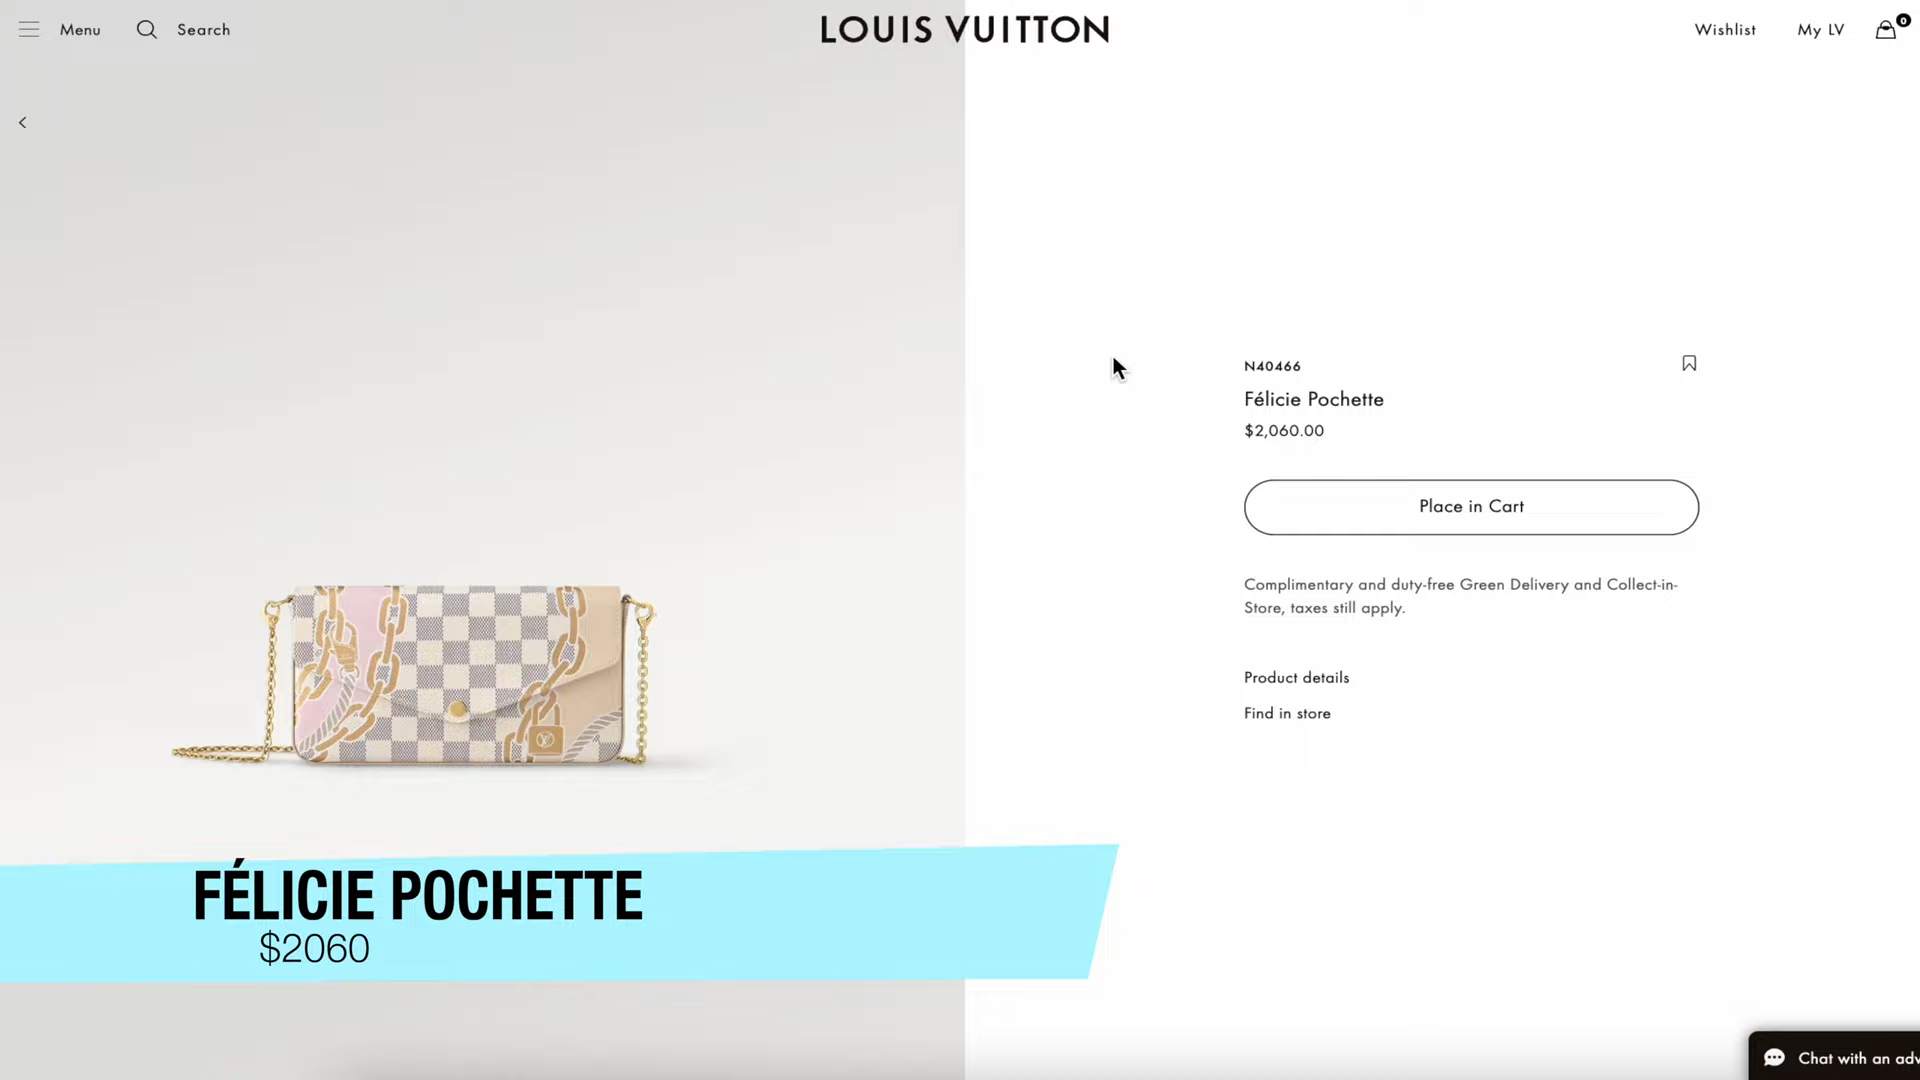 Menu
Search
LOUIS VUITTON
Wishlist
My LV
0
N40466
Félicie Pochette
$2,060.00
Place in Cart
Complimentary and duty-free Green Delivery and Collect-in-
Store, taxes still apply.
Product details
Find in store
FÉLICIE POCHETTE
$2060
Chat with an adv